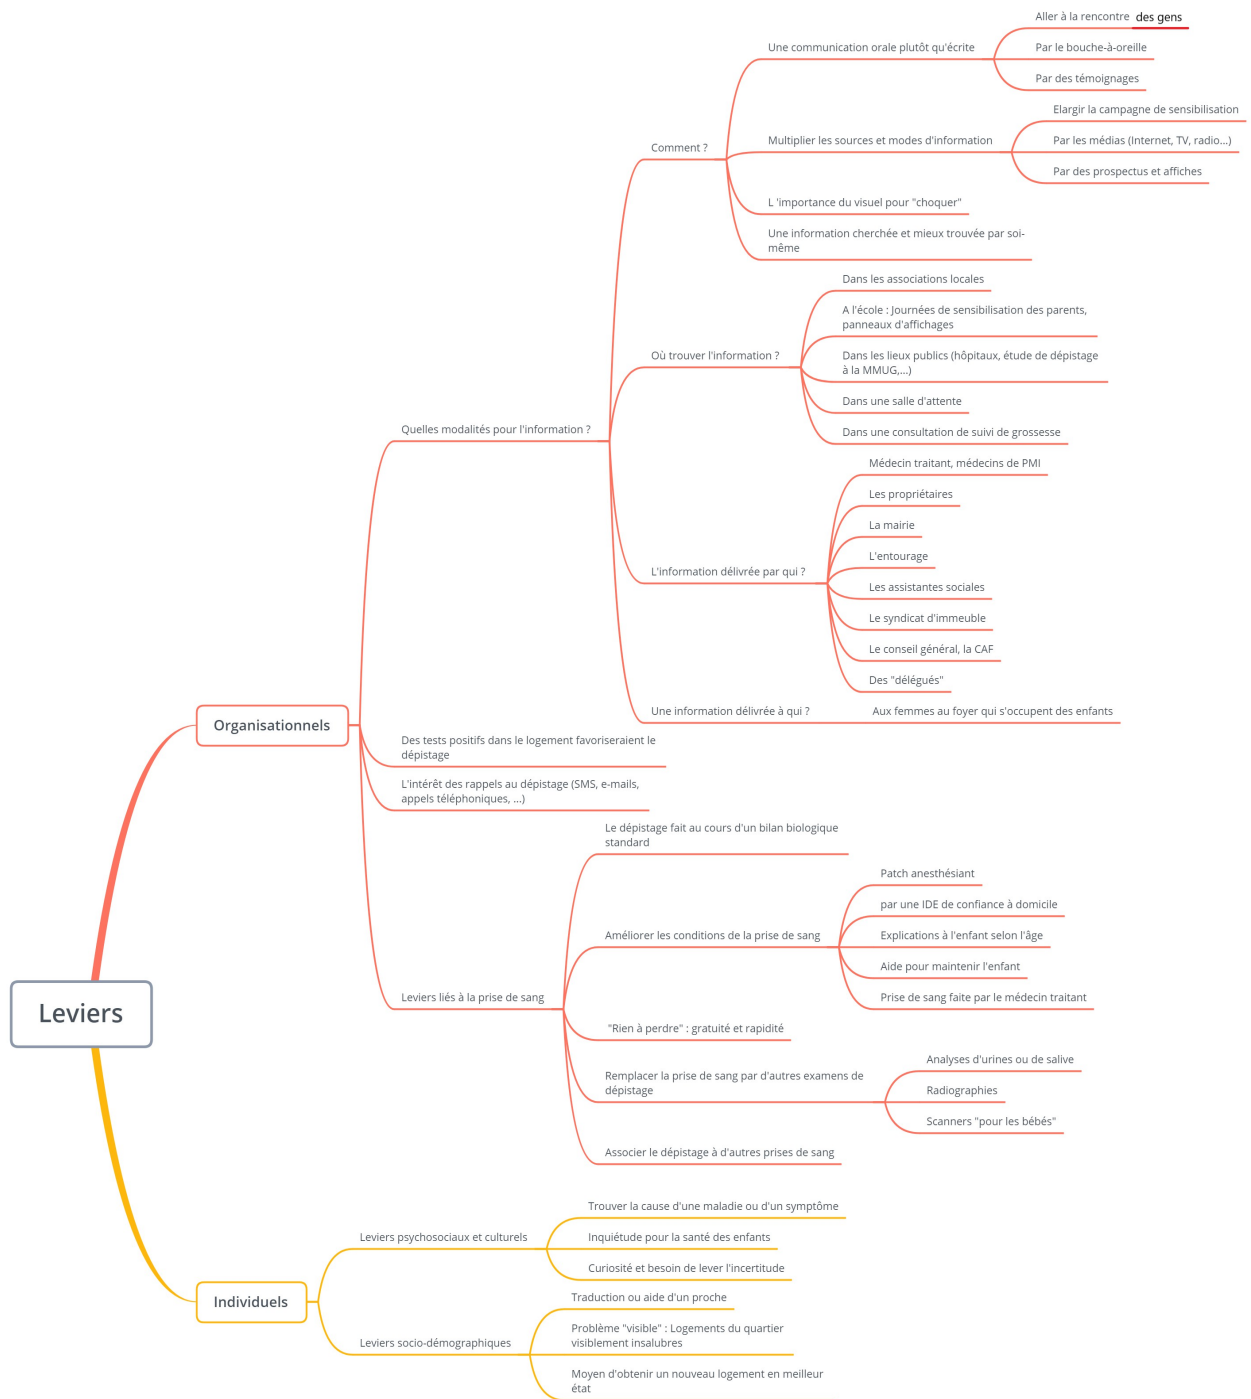 Leviers
Organisationnels
Quelles modalités pour l'information ?
Comment ?
Une communication orale plutôt qu'écrite
Aller à la rencontre des gens
Par le bouche-à-oreille
Par des témoignages
Multiplier les sources et modes d'information
Elargir la campagne de sensibilisation
Par les médias (Internet, TV, radio...)
Par des prospectus et affiches
L 'importance du visuel pour "choquer"
Une information cherchée et mieux trouvée par soi-
même
Où trouver l'information ?
Dans les associations locales
A l'école : Journées de sensibilisation des parents,
panneaux d'affichages
Dans les lieux publics (hôpitaux, étude de dépistage
à la MMUG,...)
Dans une salle d'attente
Dans une consultation de suivi de grossesse
L'information délivrée par qui ?
Médecin traitant, médecins de PMI
Les propriétaires
La mairie
L'entourage
Les assistantes sociales
Le syndicat d'immeuble
Le conseil général, la CAF
Des "délégués"
Une information délivrée à qui ?
Aux femmes au foyer qui s'occupent des enfants
Des tests positifs dans le logement favoriseraient le
dépistage
L'intérêt des rappels au dépistage (SMS, e-mails,
appels téléphoniques, ...)
Leviers liés à la prise de sang
Le dépistage fait au cours d'un bilan biologique
standard
Améliorer les conditions de la prise de sang
Patch anesthésiant
par une IDE de confiance à domicile
Explications à l'enfant selon l'âge
Aide pour maintenir l'enfant
Prise de sang faite par le médecin traitant
"Rien à perdre" : gratuité et rapidité
Remplacer la prise de sang par d'autres examens de
dépistage
Analyses d'urines ou de salive
Radiographies
Scanners "pour les bébés"
Associer le dépistage à d'autres prises de sang
Individuels
Leviers psychosociaux et culturels
Trouver la cause d'une maladie ou d'un symptôme
Inquiétude pour la santé des enfants
Curiosité et besoin de lever l'incertitude
Leviers socio-démographiques
Traduction ou aide d'un proche
Problème "visible" : Logements du quartier
visiblement insalubres
Moyen d'obtenir un nouveau logement en meilleur
état